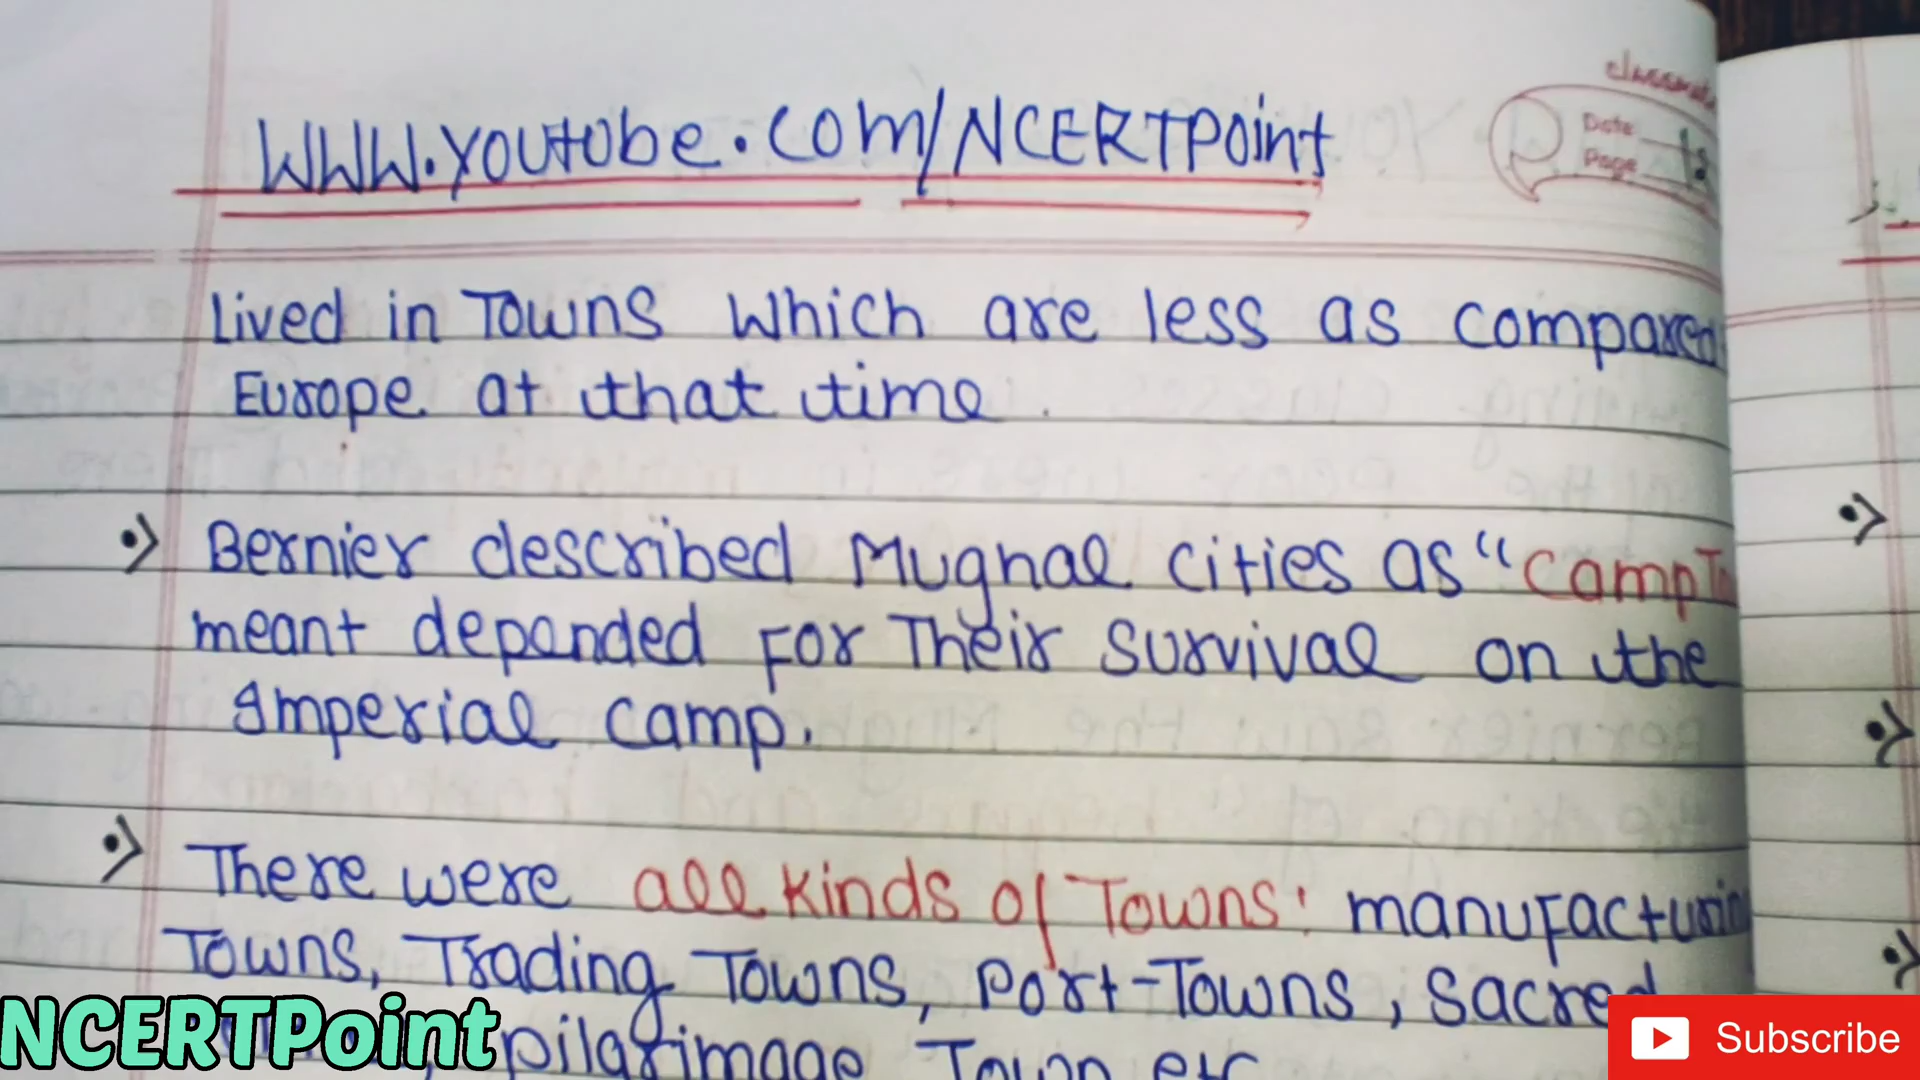 classmate
Date
Page
WWW.YOUTUbe.COM/NCERTPoint
Lived in Towns which are less as compared
Europe at that time.
Bernier described Mughal cities as "Camp
meant depended for Their Survival on the
Imperial camp.
There were all kinds of Towns: manufacturing
Towns, Trading Towns, Port-Towns, Sacred
pilgrimage Town etc
NCERTPoint
Subscribe